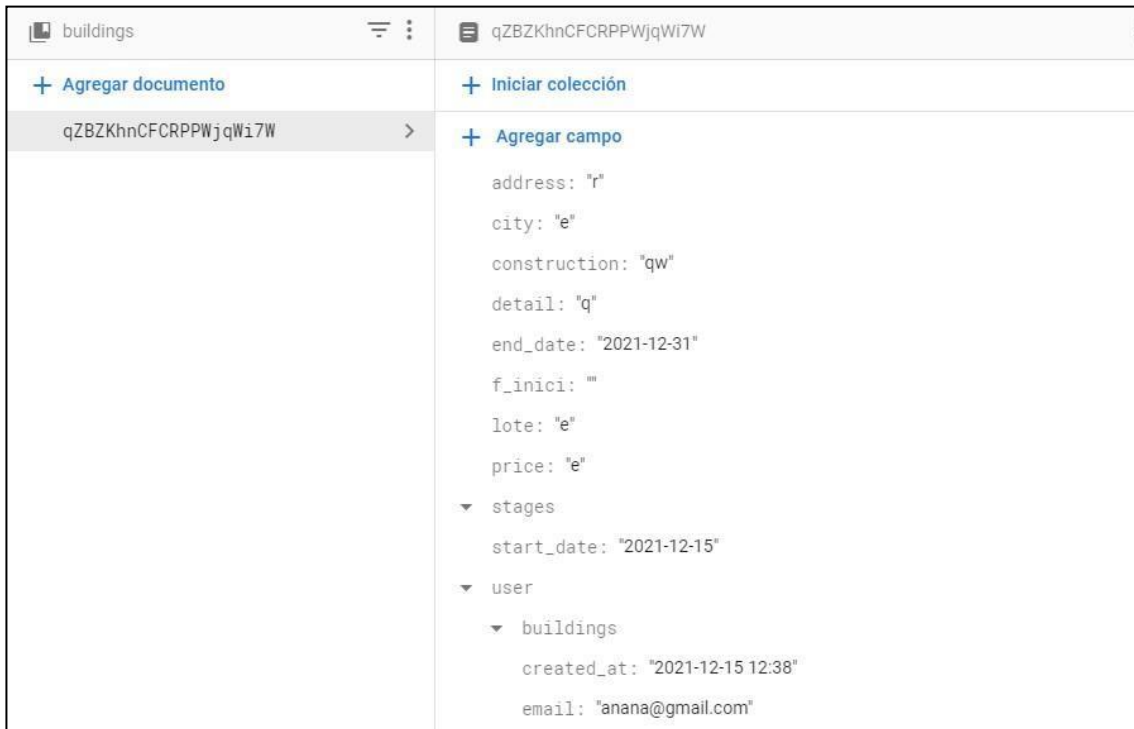 buildings
Agregar documento
qZBZKhnCFCRPPWjqWi7W
qZBZKhnCFCRPPWjqWi7W
Iniciar colección
Agregar campo
address: "r"
city: "e"
construction: "qw"
detail: "q"
end_date: "2021-12-31"
f_inici: ""
lote: "e"
price: "e"
stages
start_date: "2021-12-15"
user
buildings
created_at: "2021-12-15 12:38"
email: "anana@gmail.com"